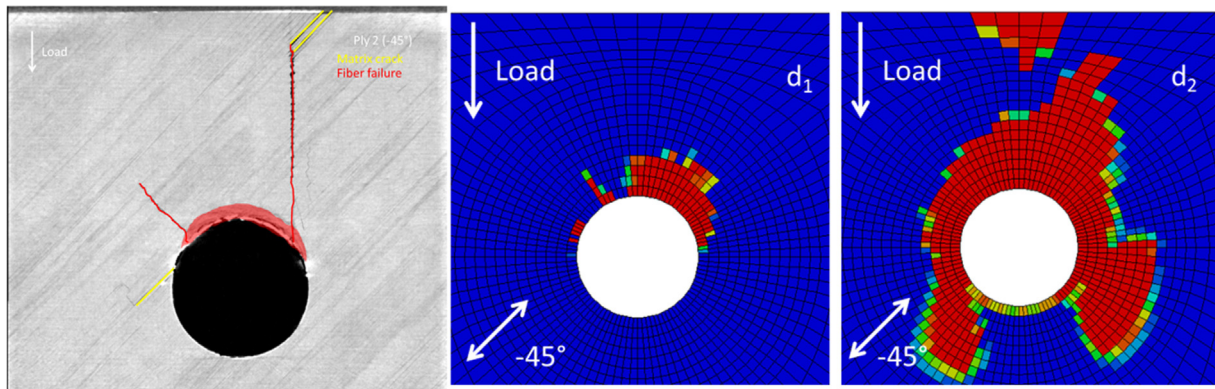 Load
Ply 2 (-45°)
Matrix crack
Fiber failure
Load
d₁
-45°
Load
d₂
-45°